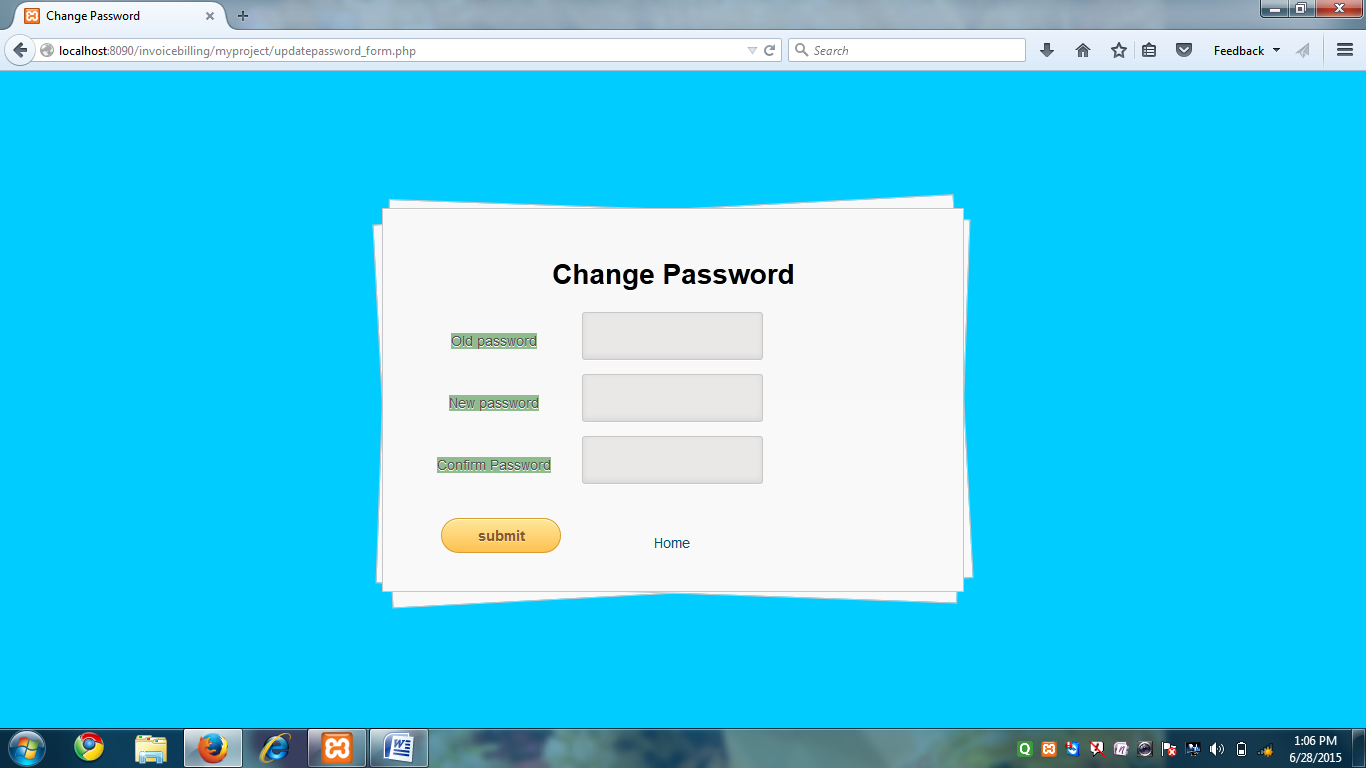 Change Password
localhost:8090/invoicebilling/myproject/updatepassword_form.php
Search
Feedback
Change Password
Old password
New password
Confirm Password
submit
Home
1:06 PM
6/28/2015